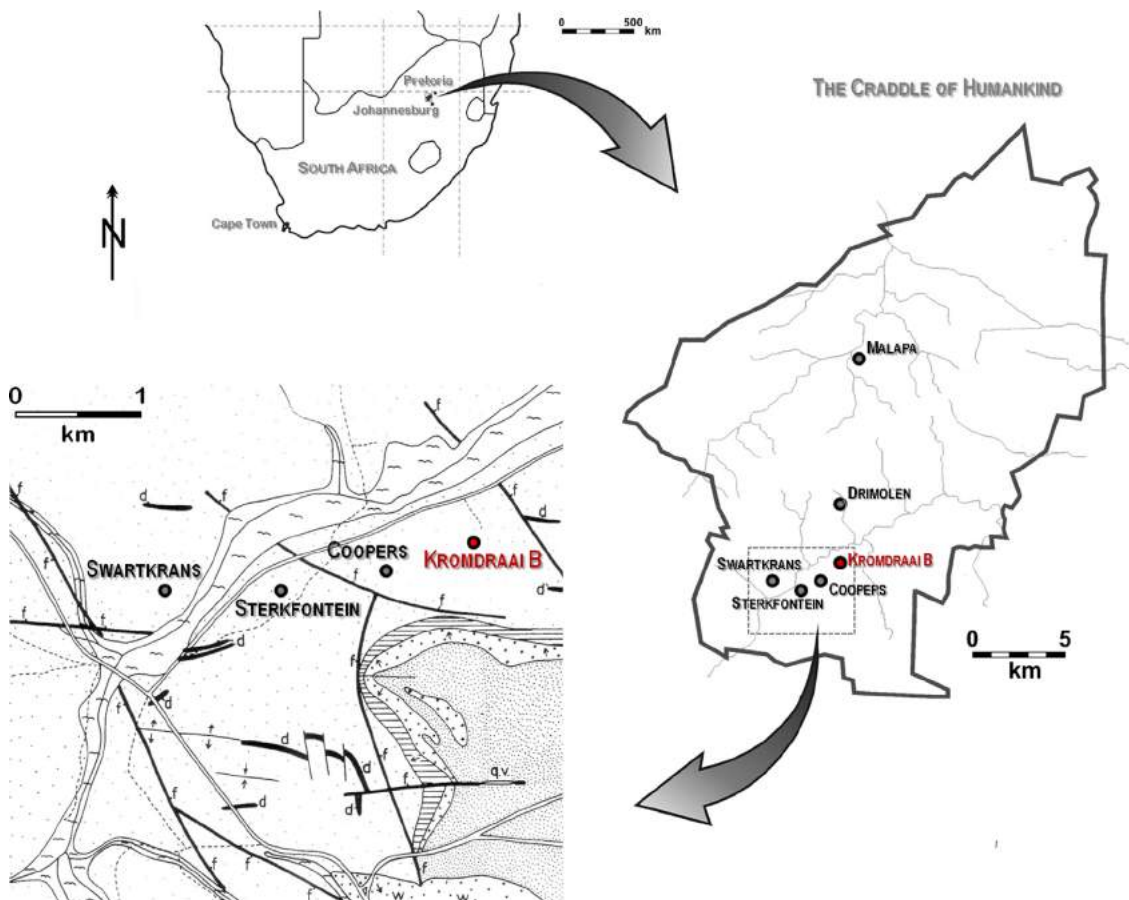 0 500
km
Pretoria
Johannesburg
SOUTH AFRICA
Cape Town
N
THE CRADDLE OF HUMANKIND
MALAPA
DRIMOLEN
KROMDRAAI B
SWARTKRANS
COOPERS
STERKFONTEIN
0 5
km
0 1
km
f
f
d
f
f
f
d
COOPERS
KROMDRAAI B
SWARTKRANS
STERKFONTEIN
d
f
f
f
d
f
d
d
d
f
q.v.
f
d
d
f
f
f
f
f
w
w
w